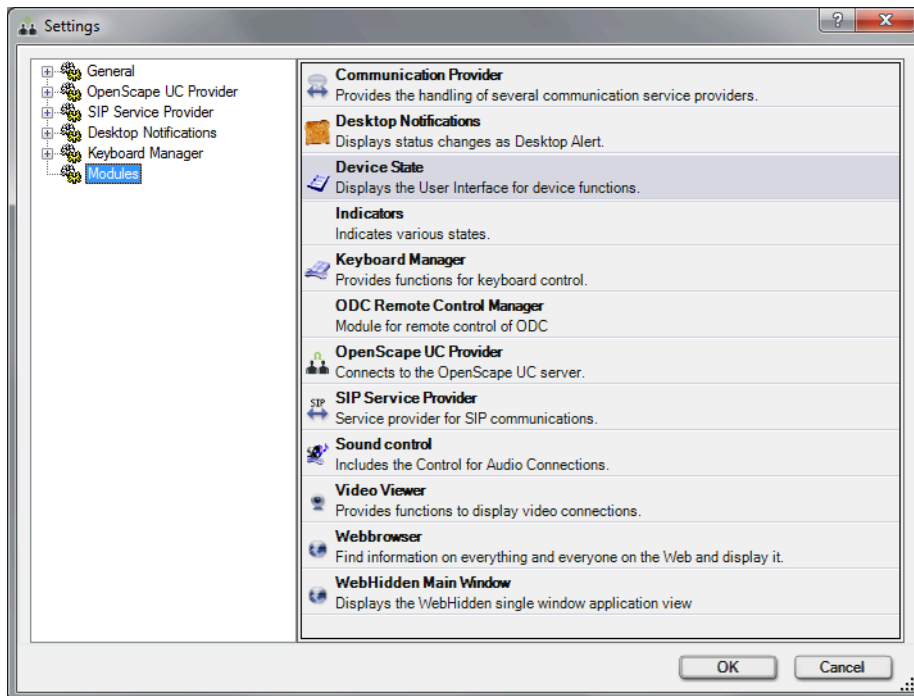 Settings
?
General
OpenScape UC Provider
SIP Service Provider
Desktop Notifications
Keyboard Manager
Modules
Communication Provider
Provides the handling of several communication service providers.
Desktop Notifications
Displays status changes as Desktop Alert.
Device State
Displays the User Interface for device functions.
Indicators
Indicates various states.
Keyboard Manager
Provides functions for keyboard control.
ODC Remote Control Manager
Module for remote control of ODC
OpenScape UC Provider
Connects to the OpenScape UC server.
SIP
SIP Service Provider
Service provider for SIP communications.
Sound control
Includes the Control for Audio Connections.
Video Viewer
Provides functions to display video connections.
Webbrowser
Find information on everything and everyone on the Web and display it.
WebHidden Main Window
Displays the WebHidden single window application view
OK
Cancel